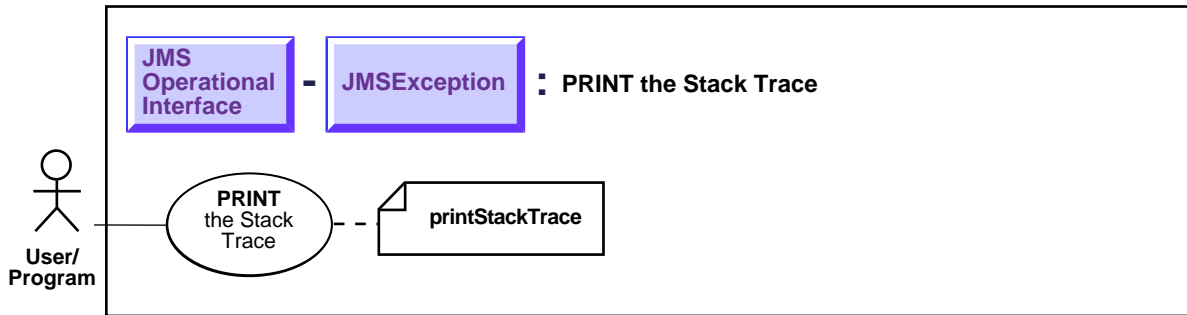 JMS
Operational
Interface
-
JMSException
:
PRINT the Stack Trace
PRINT
the Stack
Trace
printStackTrace
User/
Program